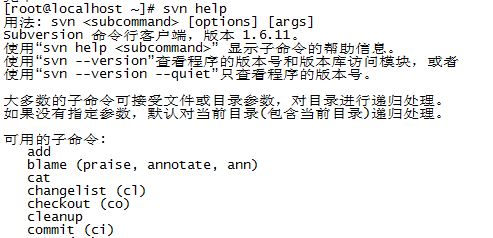 [root@localhost ~]# svn help
用法: svn <subcommand> [options] [args]
Subversion 命令行客户端，版本 1.6.11。
使用“svn help <subcommand>” 显示子命令的帮助信息。
使用“svn --version”查看程序的版本号和版本库访问模块，或者
使用“svn --version --quiet”只查看程序的版本号。

大多数的子命令可接受文件或目录参数，对目录进行递归处理。
如果没有指定参数，默认对当前目录(包含当前目录)递归处理。

可用的子命令:
   add
   blame (praise, annotate, ann)
   cat
   changelist (cl)
   checkout (co)
   cleanup
   commit (ci)